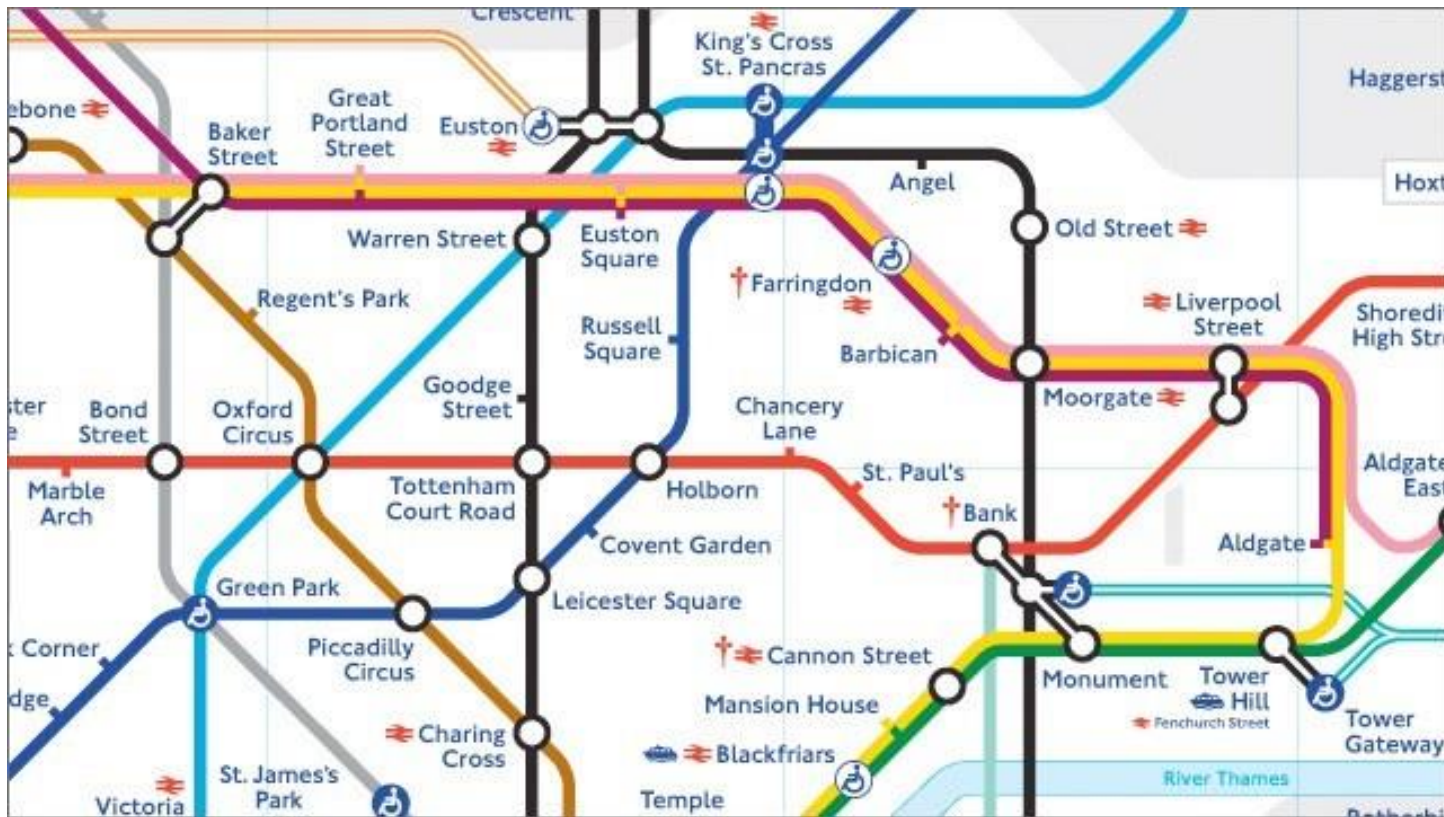 Crescent
King's Cross
St. Pancras
Haggerst
ebone
Great
Portland
Street
Euston
Baker
Street
Angel
Hoxt
Warren Street
Euston
Square
Old Street
Farringdon
Regent's Park
Liverpool
Street
Shoredit
High Stre
Russell
Square
Barbican
Goodge
Street
Moorgate
ster
e
Bond
Street
Oxford
Circus
Chancery
Lane
St. Paul's
Aldgate
East
Marble
Arch
Tottenham
Court Road
Holborn
Bank
Covent Garden
Aldgate
Green Park
Leicester Square
k Corner
Piccadilly
Circus
Cannon Street
Monument
Tower
Hill
Fenchurch Street
dge
Mansion House
Tower
Gateway
Charing
Cross
Blackfriars
St. James's
Park
Victoria
Temple
River Thames